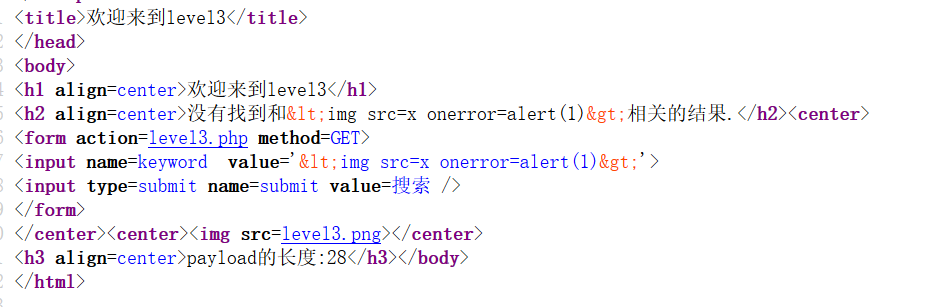 <title>欢迎来到level3</title>
</head>
<body>
<h1 align=center>欢迎来到level3</h1>
<h2 align=center>没有找到和&lt;img src=x onerror=alert(1)&gt;相关的结果.</h2><center>
<form action=level3.php method=GET>
<input name=keyword  value='&lt;img src=x onerror=alert(1)&gt;'>
<input type=submit name=submit value=搜索 />
</form>
</center><center><img src=level3.png></center>
<h3 align=center>payload的长度:28</h3></body>
</html>